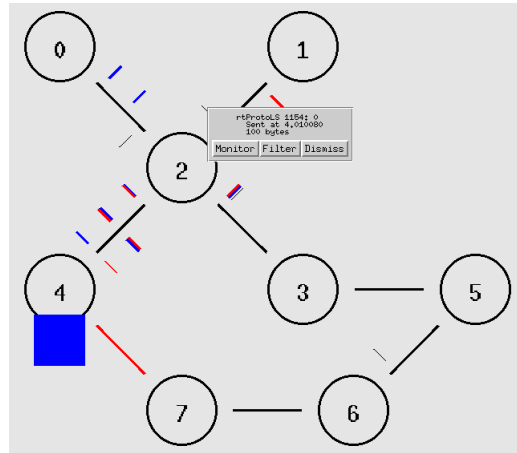 0
1
rtProtoLS 1154: 0
Sent at 4.010080
100 bytes
Monitor Filter Dismiss
2
4
3
5
7
6